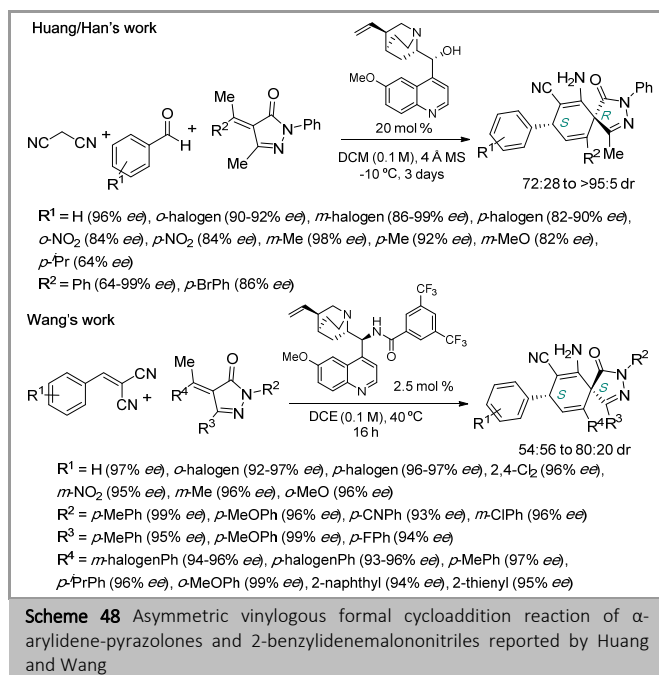 Huang/Han's work
N
OH
MeO
N
20 mol %
DCM (0.1 M), 4 Å MS
-10 ºC, 3 days
NC CN
+
O
H
R¹
+
Me
R²
O
N-Ph
N
Me
NC H₂N O
N-Ph
N
S R
R¹
R² Me
72:28 to >95:5 dr
R¹ = H (96% ee), o-halogen (90-92% ee), m-halogen (86-99% ee), p-halogen (82-90% ee),
o-NO₂ (84% ee), p-NO₂ (84% ee), m-Me (98% ee), p-Me (92% ee), m-MeO (82% ee),
p-ⁱPr (64% ee)
R² = Ph (64-99% ee), p-BrPh (86% ee)
Wang's work
N
H
N
O
CF₃
CF₃
MeO
N
2.5 mol %
DCE (0.1 M), 40 ºC
16 h
R¹
CN
CN
+
Me
R⁴
O
N-R²
N
R³
NC H₂N O
N-R²
N
S S
R¹
R⁴ R³
54:56 to 80:20 dr
R¹ = H (97% ee), o-halogen (92-97% ee), p-halogen (96-97% ee), 2,4-Cl₂ (96% ee),
m-NO₂ (95% ee), m-Me (96% ee), o-MeO (96% ee)
R² = p-MePh (99% ee), p-MeOPh (96% ee), p-CNPh (93% ee), m-ClPh (96% ee)
R³ = p-MePh (95% ee), p-MeOPh (99% ee), p-FPh (94% ee)
R⁴ = m-halogenPh (94-96% ee), p-halogenPh (93-96% ee), p-MePh (97% ee),
p-ⁱPrPh (96% ee), o-MeOPh (99% ee), 2-naphthyl (94% ee), 2-thienyl (95% ee)
Scheme 48 Asymmetric vinylogous formal cycloaddition reaction of α-
arylidene-pyrazolones and 2-benzylidenemalononitriles reported by Huang
and Wang